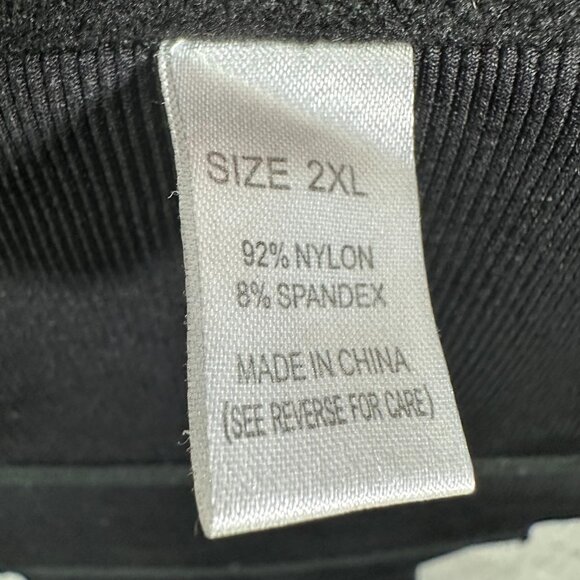 SIZE 2XL
92% NYLON
8% SPANDEX
MADE IN CHINA
(SEE REVERSE FOR CARE)